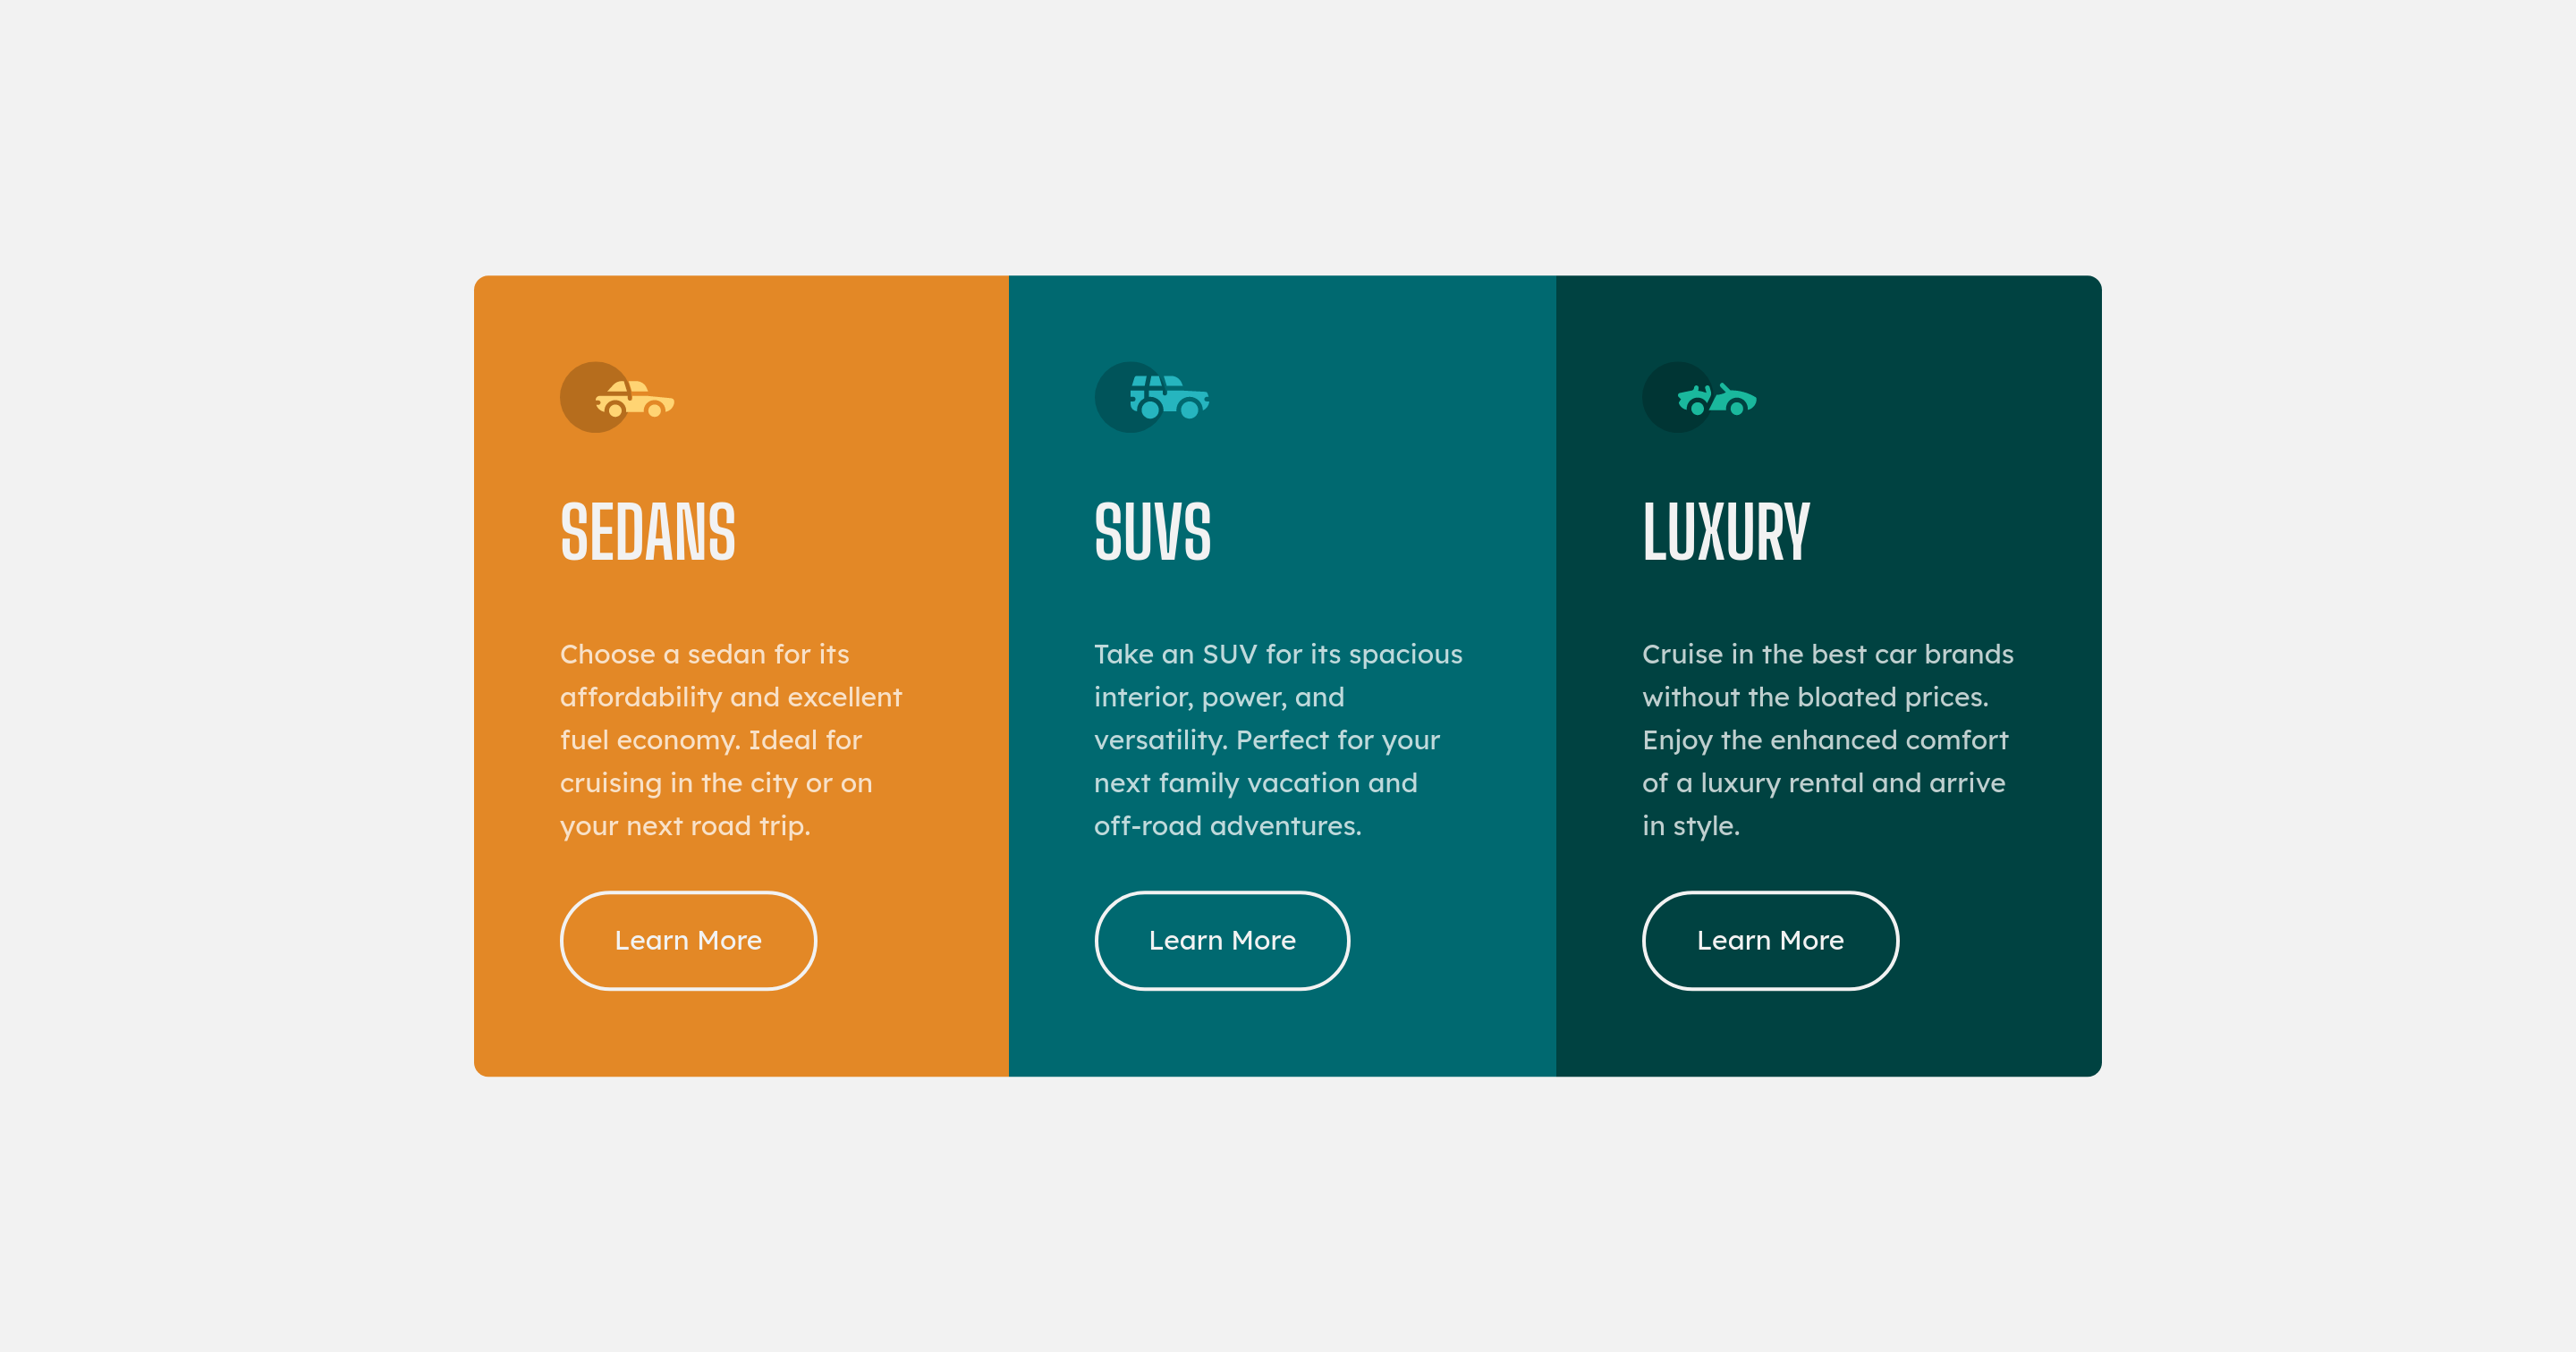 SEDANS
Choose a sedan for its
affordability and excellent
fuel economy. Ideal for
cruising in the city or on
your next road trip.
Learn More
SUVS
Take an SUV for its spacious
interior, power, and
versatility. Perfect for your
next family vacation and
off-road adventures.
Learn More
LUXURY
Cruise in the best car brands
without the bloated prices.
Enjoy the enhanced comfort
of a luxury rental and arrive
in style.
Learn More